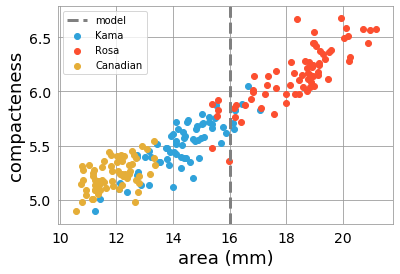 model
Kama
Rosa
Canadian
6.5
6.0
5.5
5.0
compacteness
10 12 14 16 18 20
area (mm)